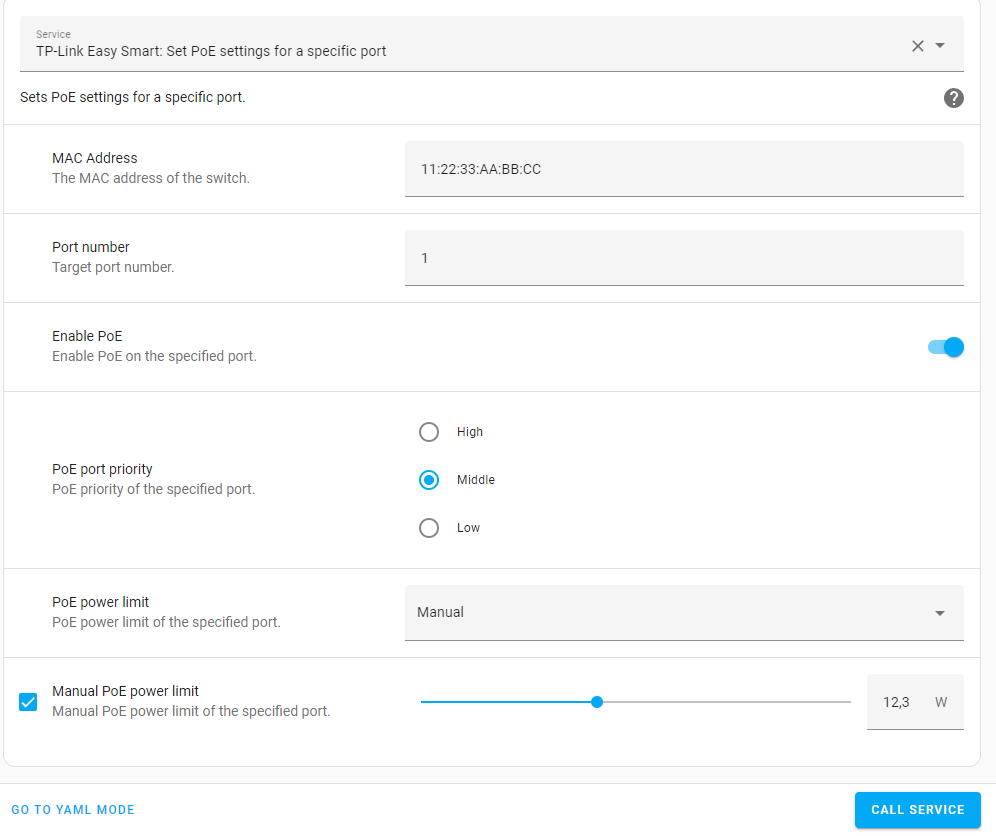 Service
TP-Link Easy Smart: Set PoE settings for a specific port
Sets PoE settings for a specific port.
MAC Address
The MAC address of the switch.
11:22:33:AA:BB:CC
Port number
Target port number.
1
Enable PoE
Enable PoE on the specified port.
PoE port priority
PoE priority of the specified port.
High
Middle
Low
PoE power limit
PoE power limit of the specified port.
Manual
Manual PoE power limit
Manual PoE power limit of the specified port.
12,3 W
GO TO YAML MODE
CALL SERVICE